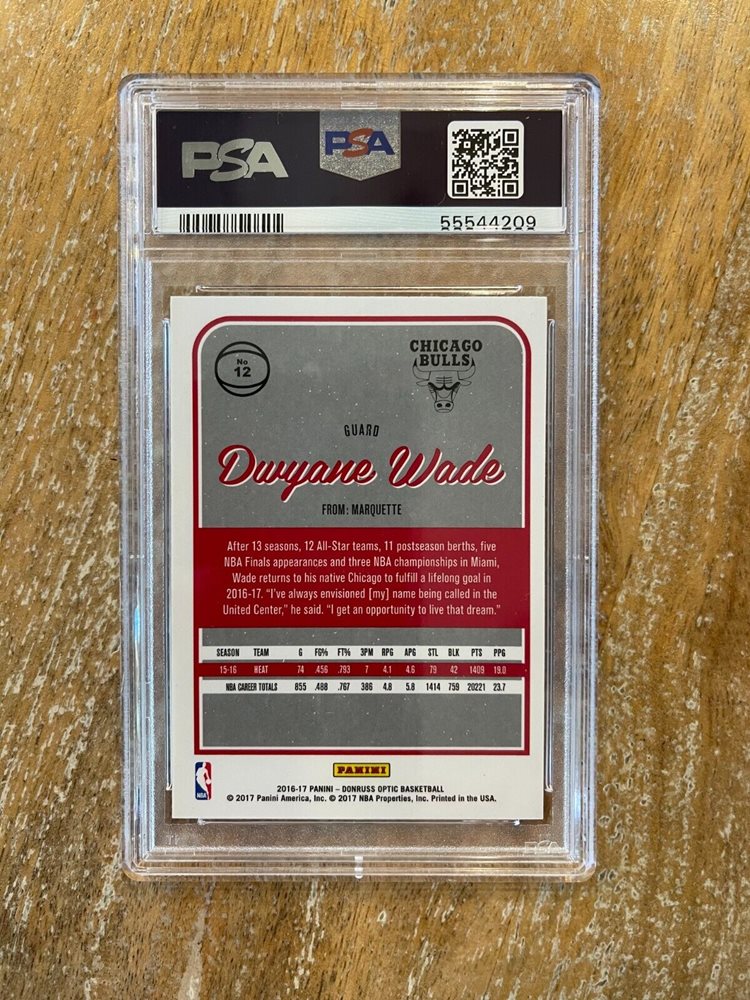 PSA
PSA
55544209
No
12
CHICAGO
BULLS
GUARD
Dwyane Wade
FROM: MARQUETTE
After 13 seasons, 12 All-Star teams, 11 postseason berths, five
NBA Finals appearances and three NBA championships in Miami,
Wade returns to his native Chicago to fulfill a lifelong goal in
2016-17. “I've always envisioned [my] name being called in the
United Center,” he said. “I get an opportunity to live that dream.”
SEASON TEAM G FG% FT% 3PM RPG APG STL BLK PTS PPG
15-16 HEAT 74 .456 .793 7 4.1 4.6 79 42 1409 19.0
NBA CAREER TOTALS 855 .488 .767 386 4.8 5.8 1414 759 20221 23.7
PANINI
NBA
2016-17 PANINI – DONRUSS OPTIC BASKETBALL
© 2017 Panini America, Inc. © 2017 NBA Properties, Inc. Printed in the USA.
PSA